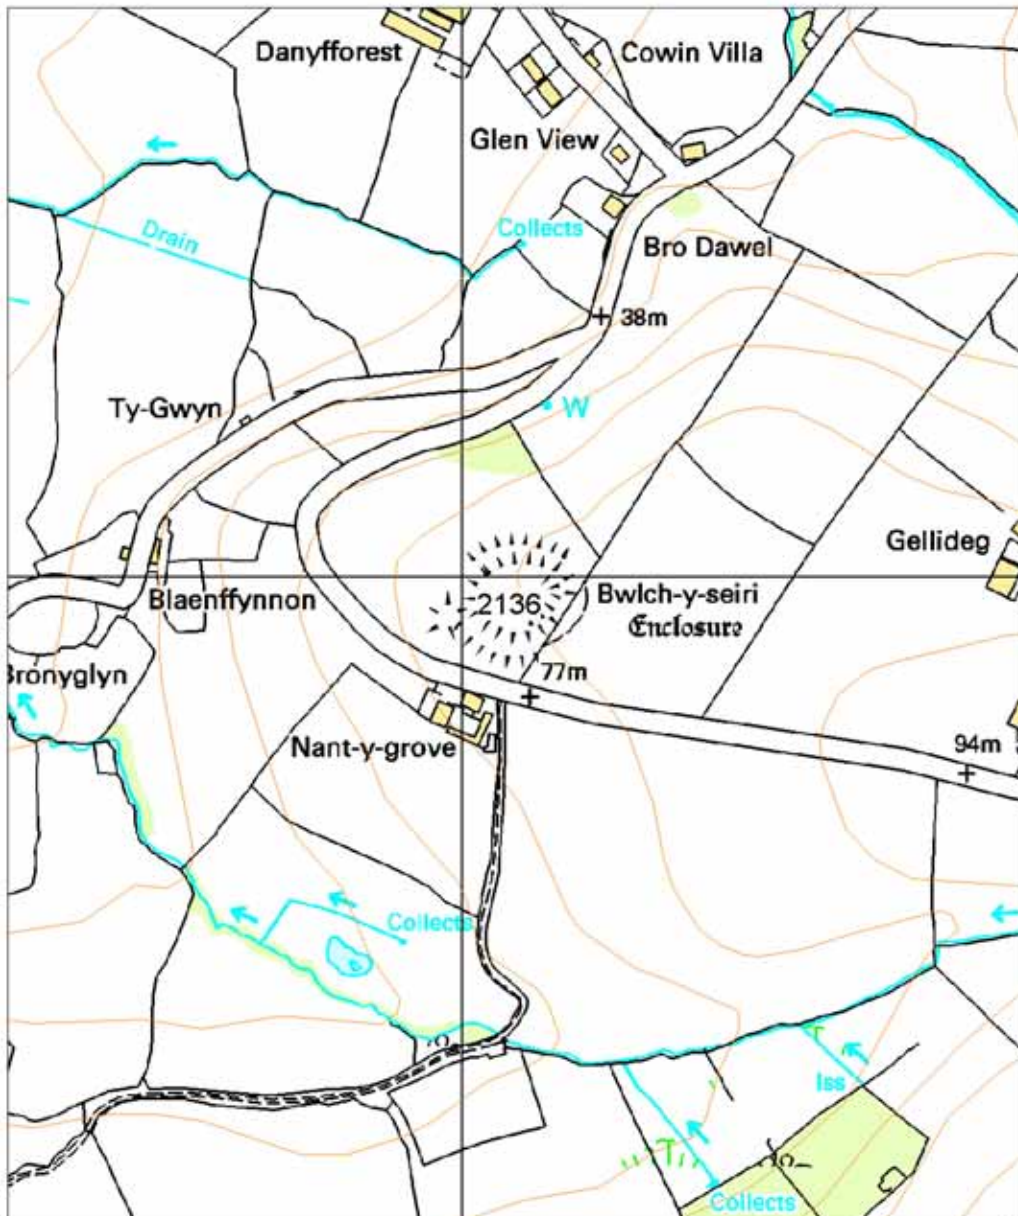 Danyfforest
Cowin Villa
Glen View
Drain
Collects
Bro Dawel
38m
Ty-Gwyn
W
Gellideg
Blaenffynnon
2136
Bwlch-y-seiri
Enclosure
Bronyglyn
77m
Nant-y-grove
94m
Collects
Iss
Collects